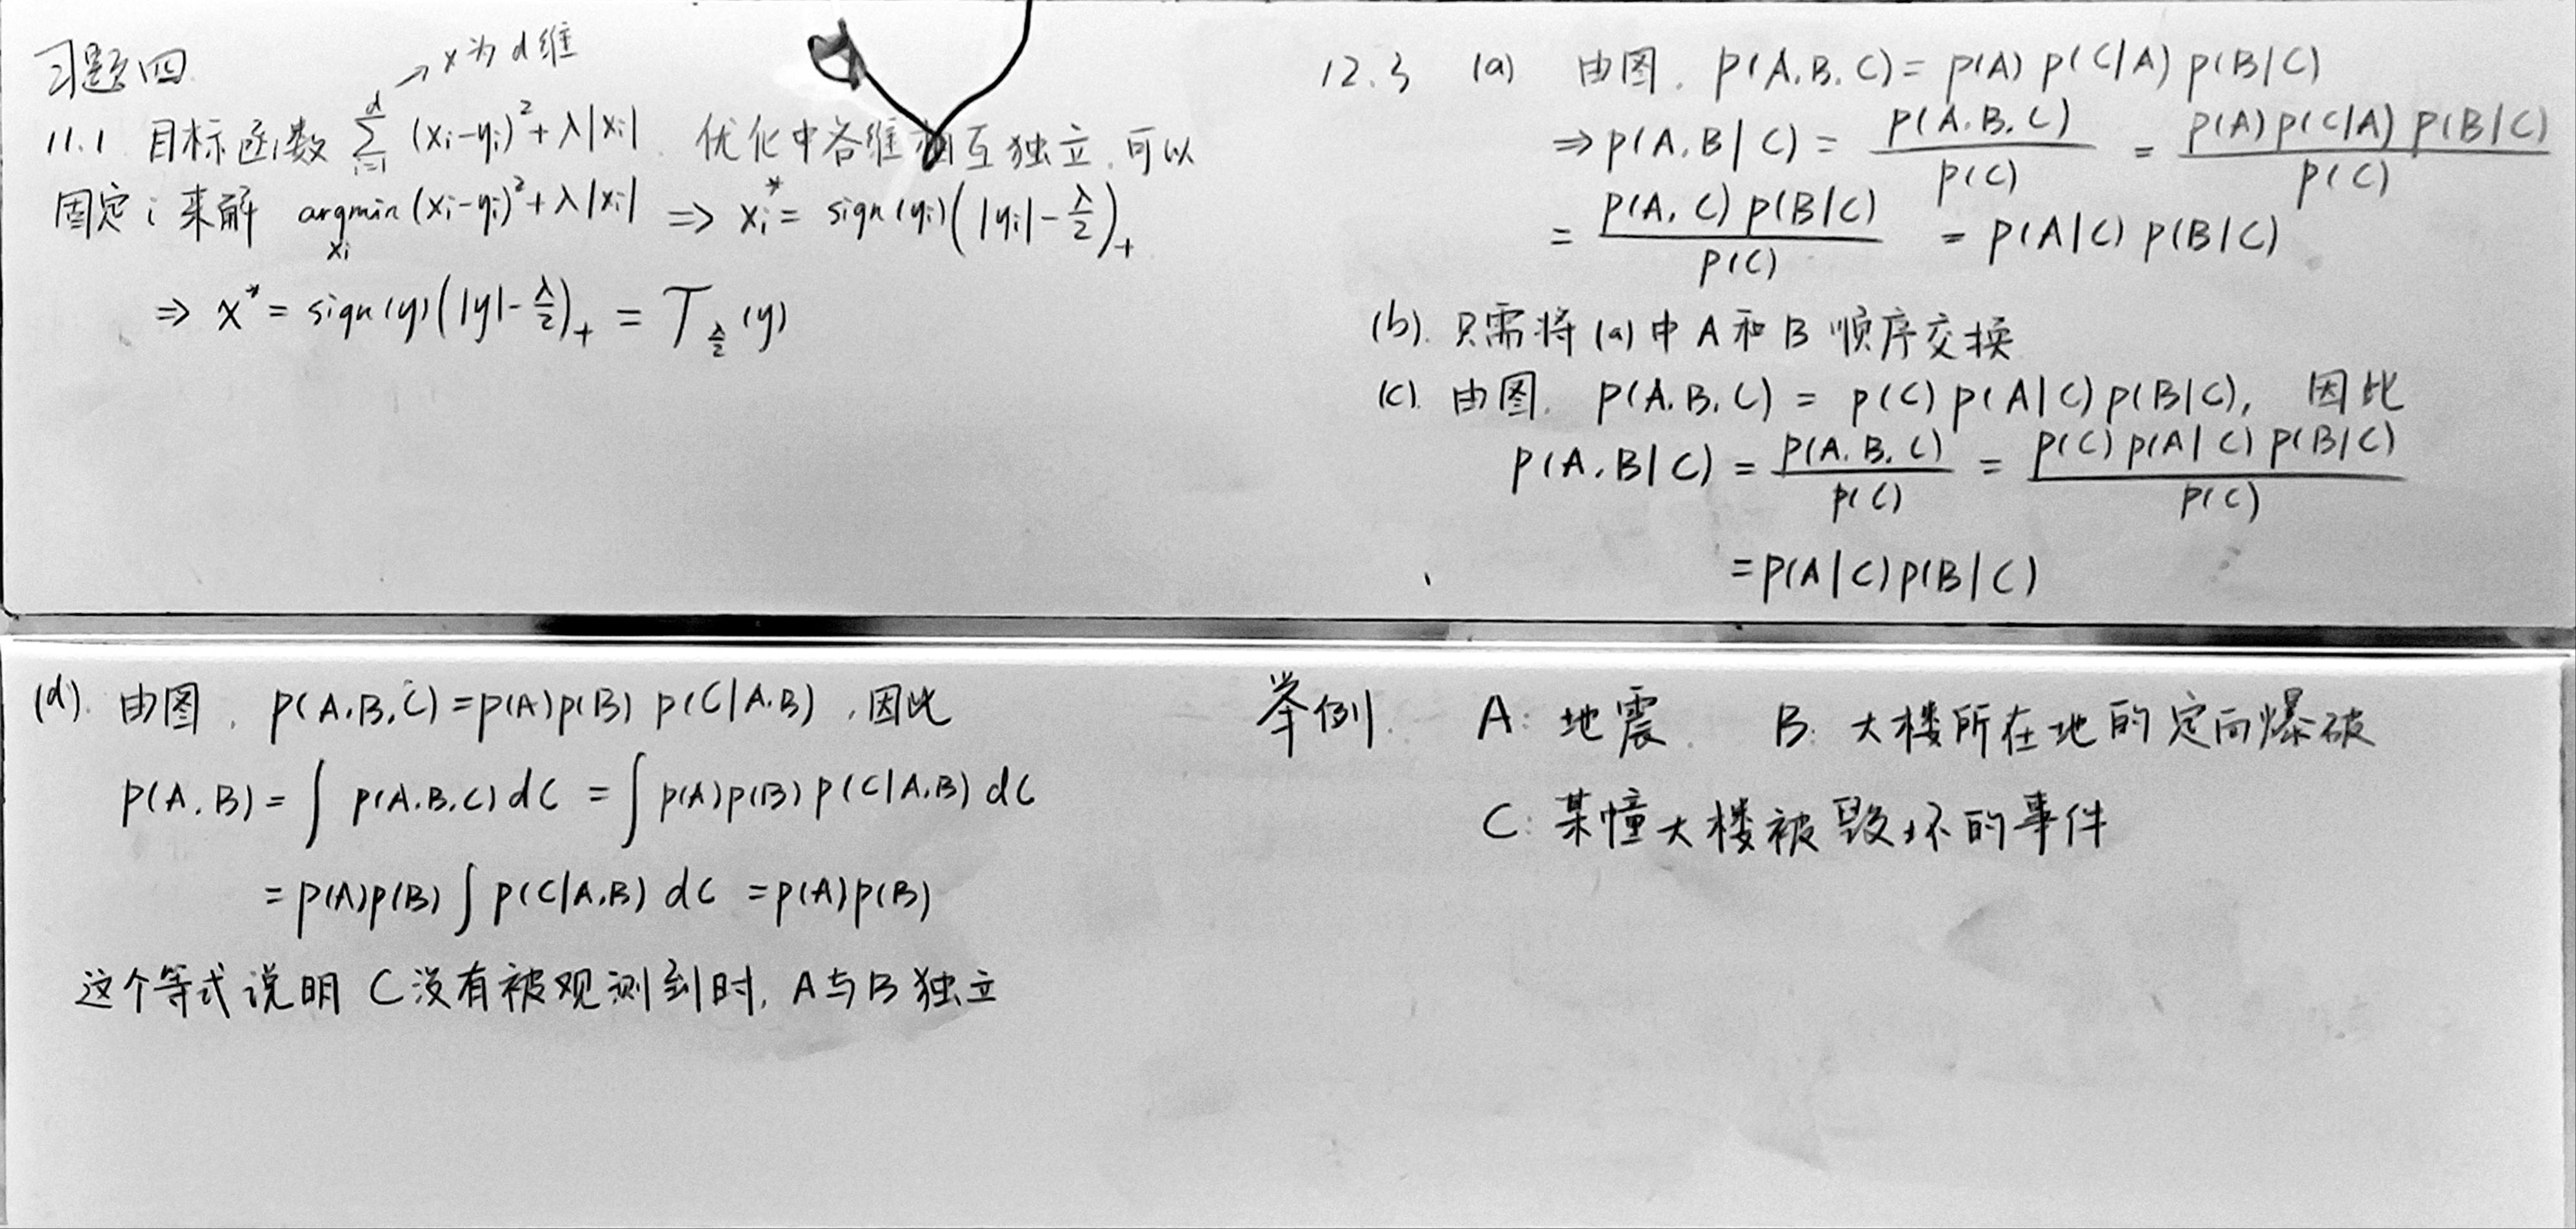 习题四
→ x为d维
11.1 目标函数 $\sum_{i=1}^{d} (x_i-y_i)^2+\lambda|x_i|$. 优化中各维相互独立,可以
固定i来解 $\underset{x_i}{\text{argmin}} (x_i-y_i)^2+\lambda|x_i| \Rightarrow x_i^* = \text{sign}(y_i)(|y_i|-\frac{\lambda}{2})_+$
$\Rightarrow x^* = \text{sign}(y)(|y|-\frac{\lambda}{2})_+ = T_{\frac{\lambda}{2}}(y)$
12.3 (a) 由图. p(A.B.C)= p(A) p(C|A) p(B|C)
$\Rightarrow p(A.B|C) = \frac{p(A.B.C)}{p(C)} = \frac{p(A)p(C|A)p(B|C)}{p(C)}$
$= \frac{p(A,C)p(B|C)}{p(C)} = p(A|C)p(B|C)$
(b). 只需将(a)中A和B顺序交换
(c). 由图. p(A.B.C) = p(C)p(A|C)p(B|C), 因此
$p(A.B|C) = \frac{p(A.B.C)}{p(C)} = \frac{p(C)p(A|C)p(B|C)}{p(C)}$
=p(A|C)p(B|C)
(d). 由图. p(A.B.C)=p(A)p(B) p(C|A.B),因此
$p(A.B)= \int p(A.B.C)dC = \int p(A)p(B)p(C|A.B)dC$
$=p(A)p(B)\int p(C|A.B)dC =p(A)p(B)$
这个等式说明C没有被观测到时,A与B独立
举例. A: 地震. B: 大楼所在地的定向爆破
C: 某幢大楼被毁坏的事件